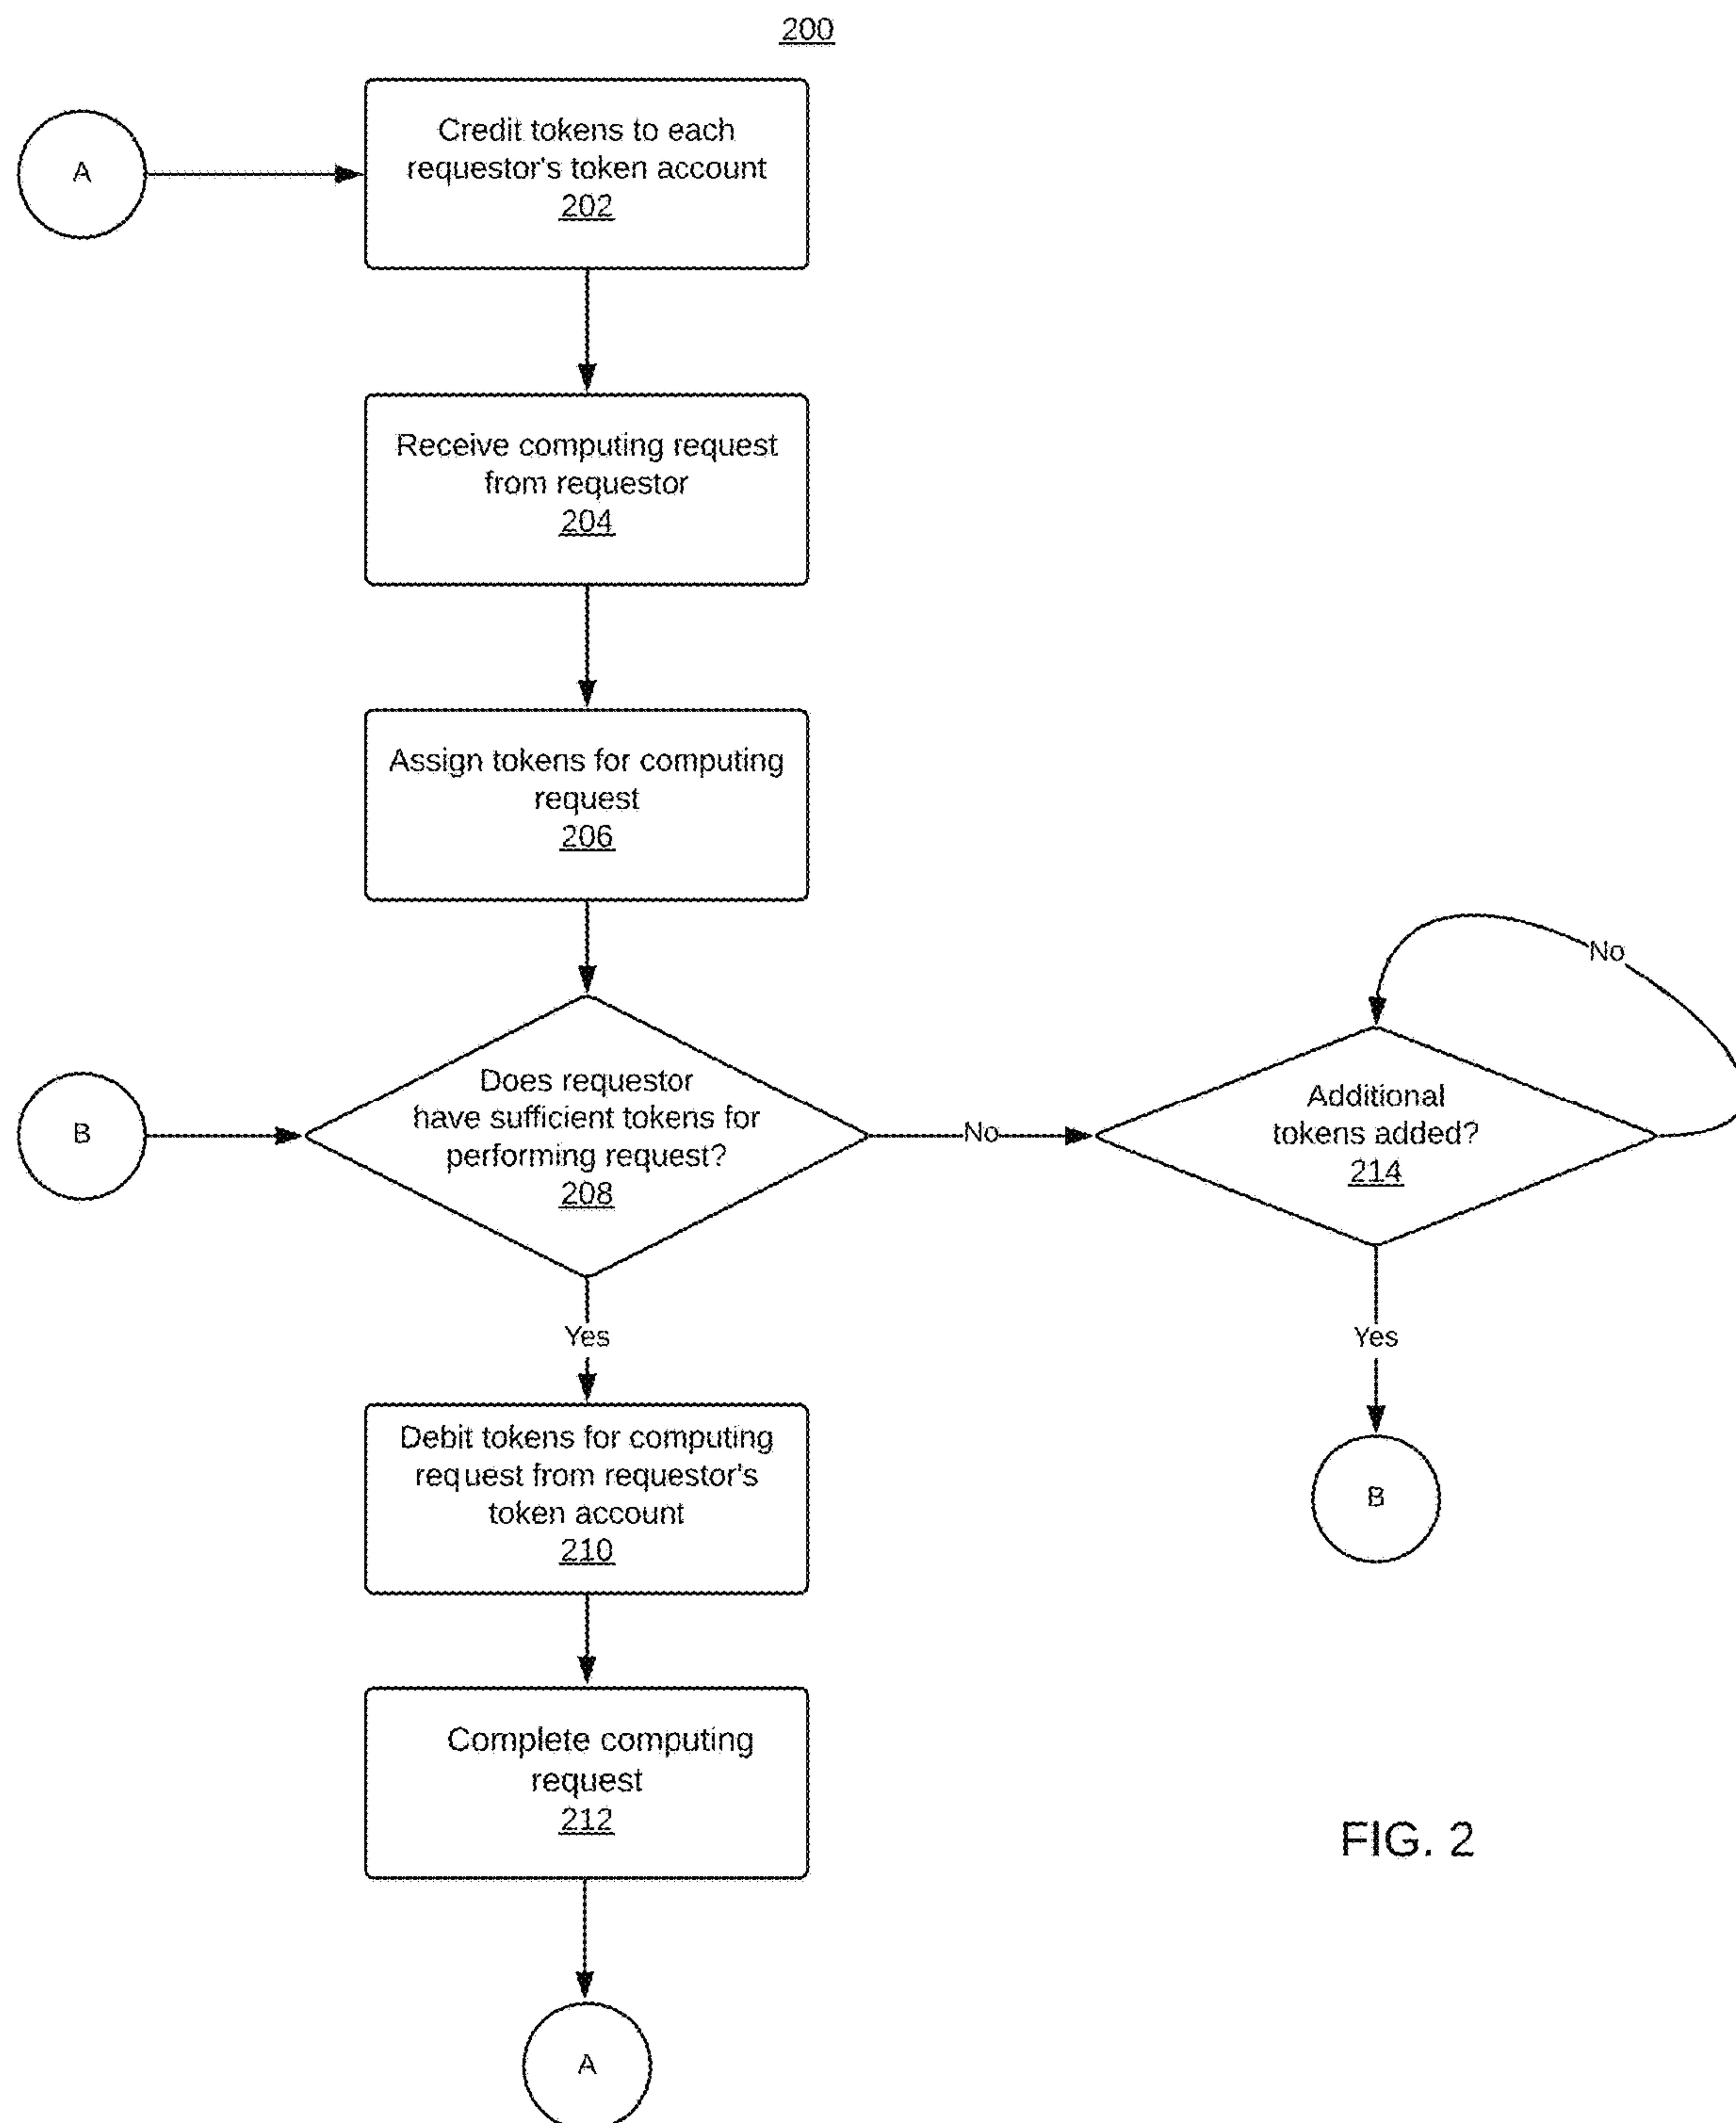 200
A
Credit tokens to each
requestor's token account
202
Receive computing request
from requestor
204
Assign tokens for computing
request
206
No
B
Does requestor
have sufficient tokens for
performing request?
208
No
Additional
tokens added?
214
Yes
Yes
Debit tokens for computing
request from requestor's
token account
210
B
Complete computing
request
212
FIG. 2
A